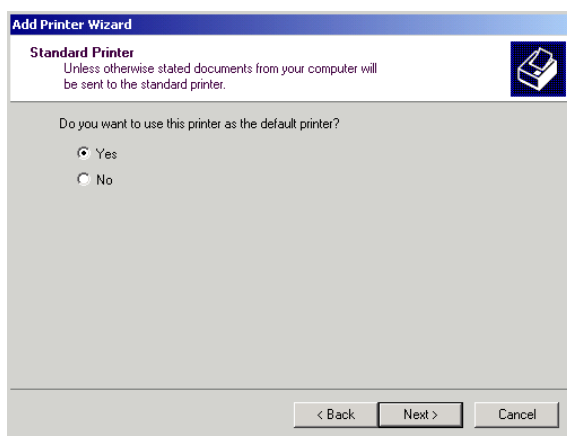 Add Printer Wizard
Standard Printer
Unless otherwise stated documents from your computer will
be sent to the standard printer.
Do you want to use this printer as the default printer?
Yes
No
< Back
Next >
Cancel